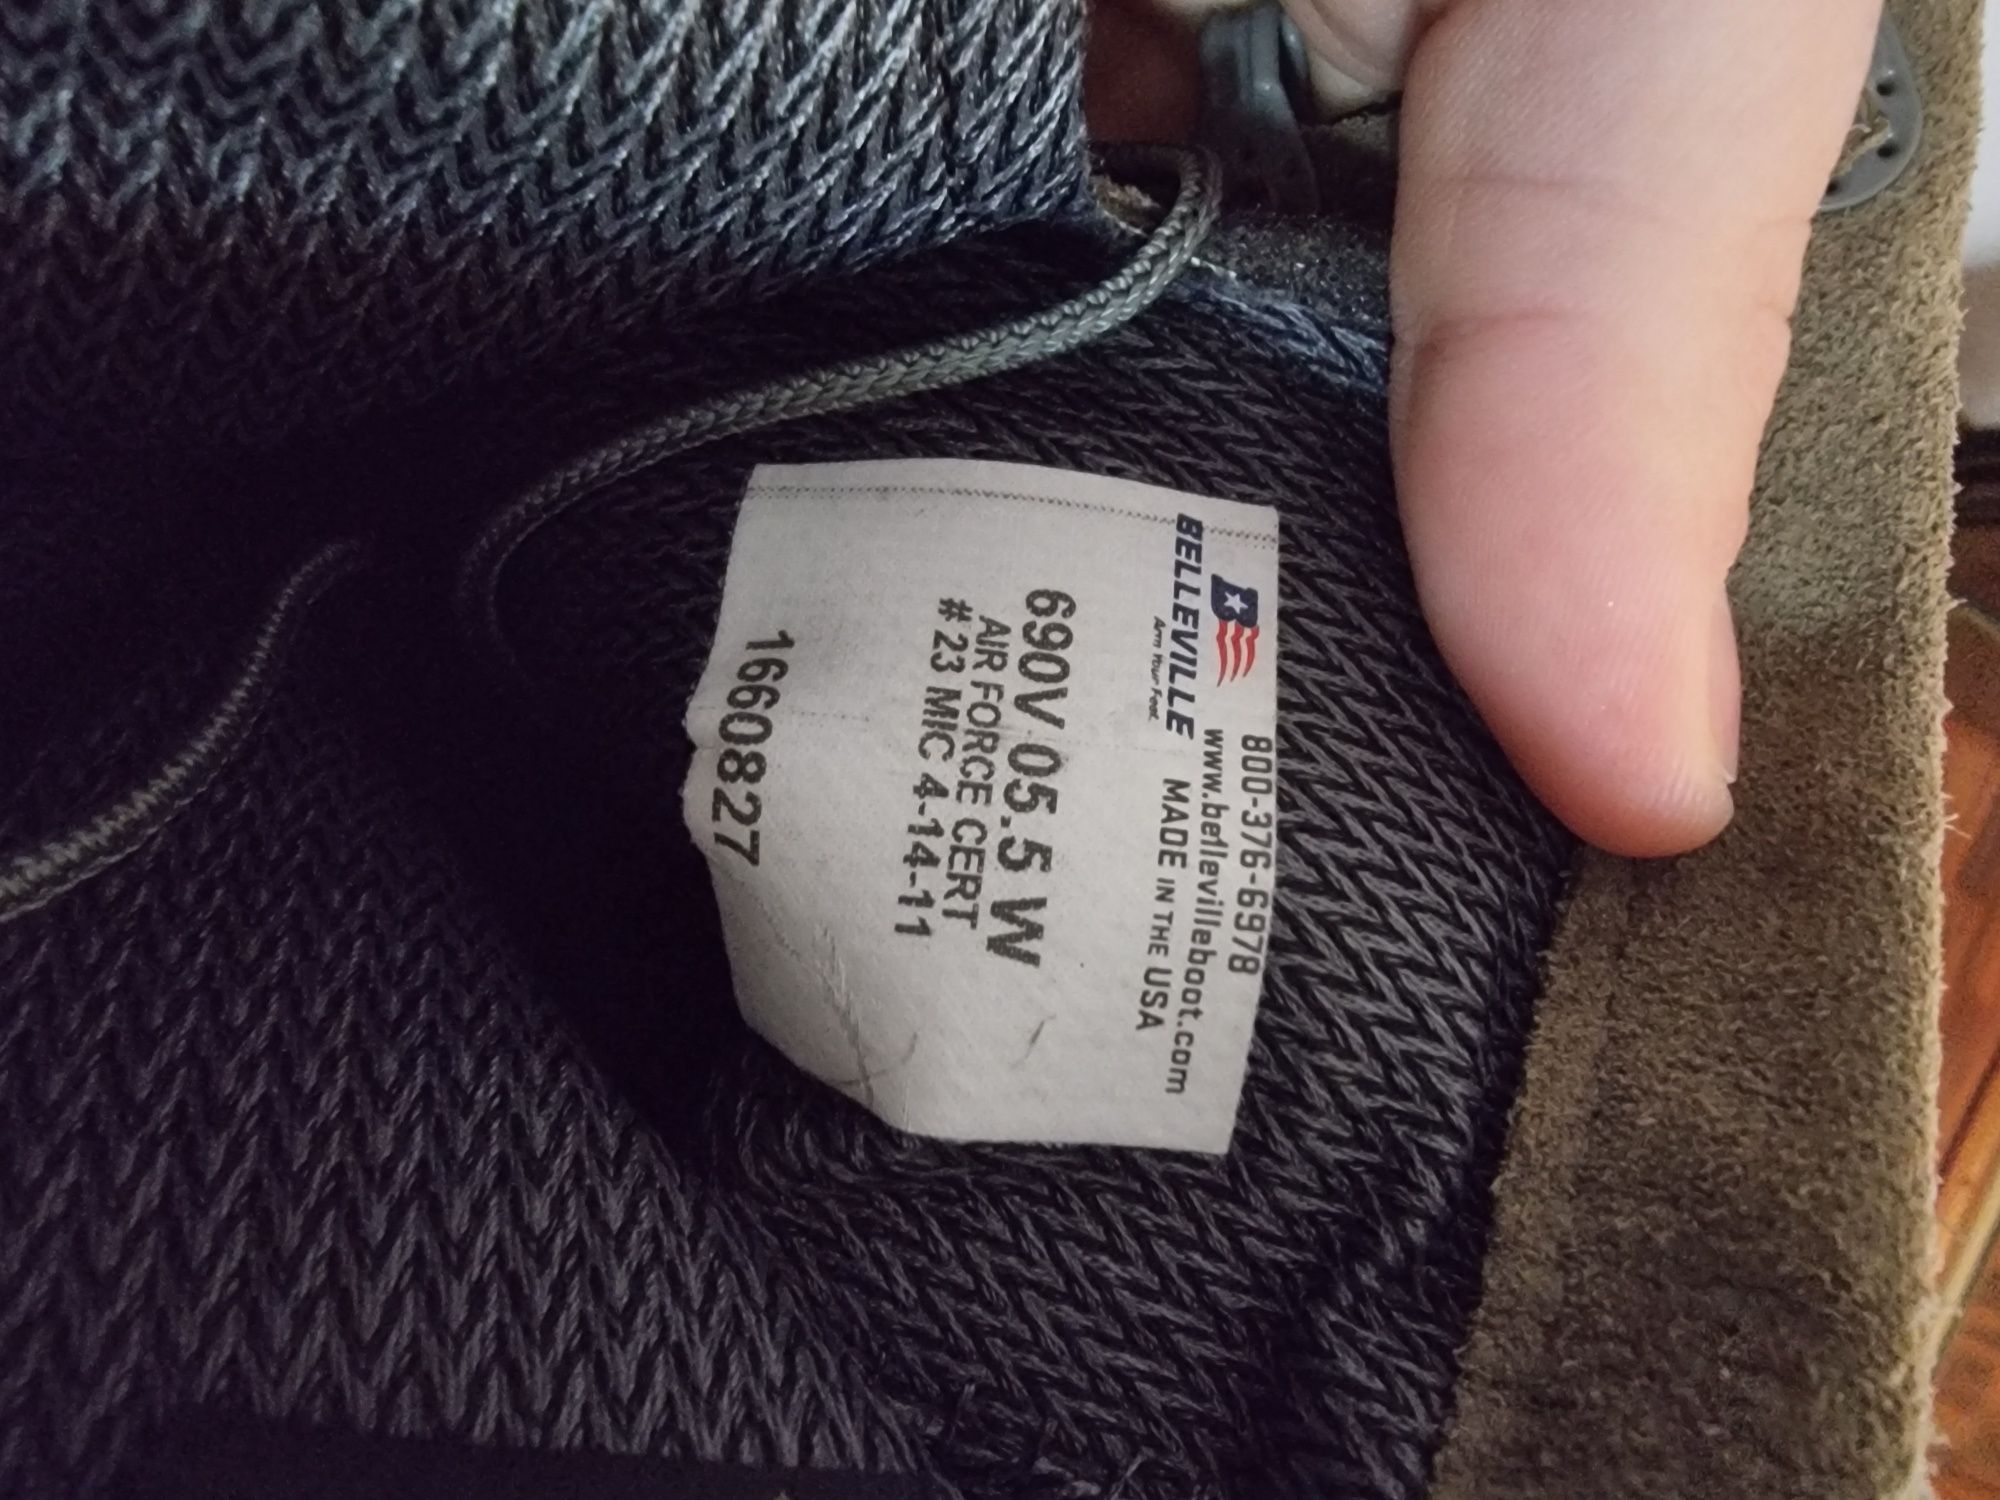 800-376-6978
www.bellevilleboot.com
BELLEVILLE MADE IN THE USA
Arm Your Feet.
690V 05.5 W
AIR FORCE CERT
# 23 MIC 4-14-11
1660827